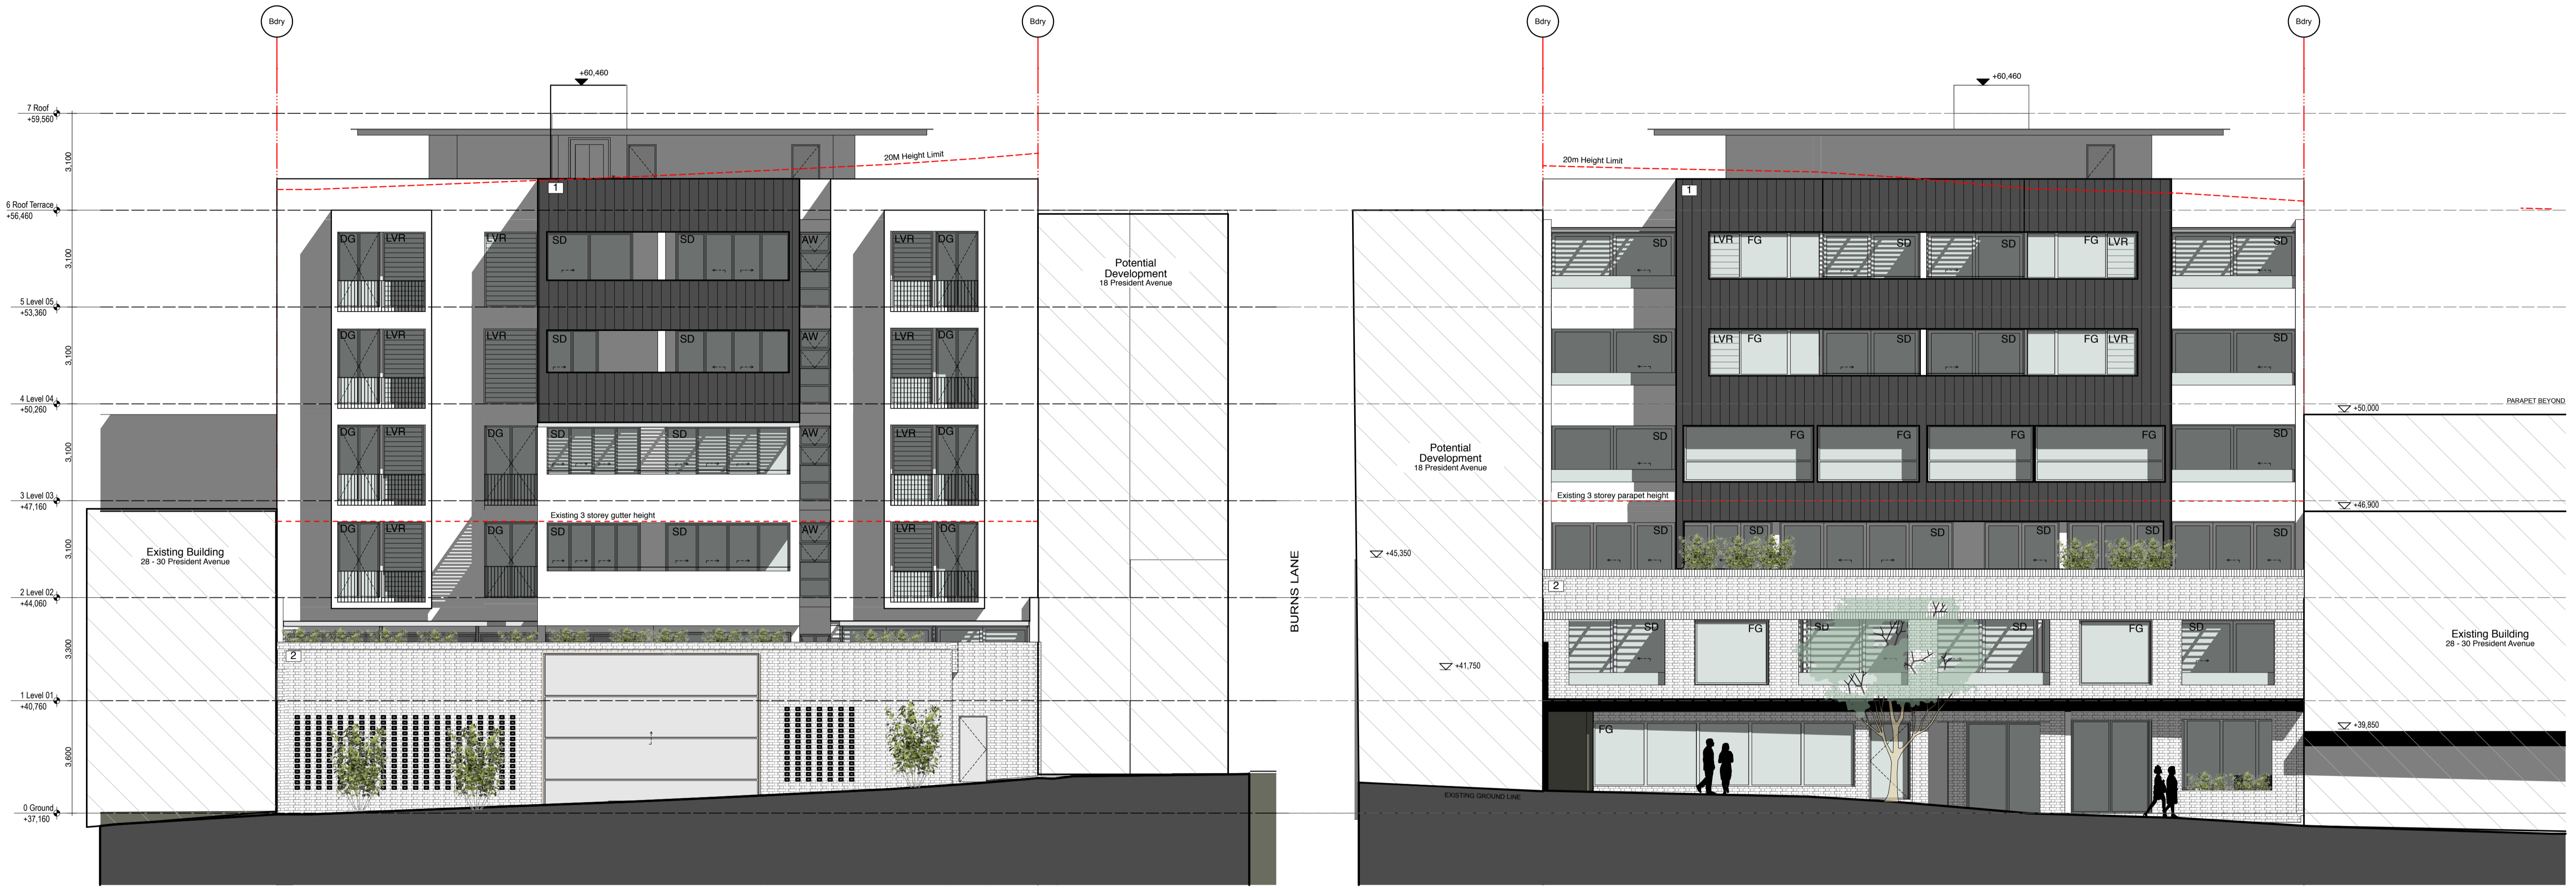 Bdry
Bdry
Bdry
Bdry
+60,460
+60,460
7 Roof
+59,560
3,100
20M Height Limit
20m Height Limit
1
1
6 Roof Terrace
+56,460
3,100
DG LVR LVR SD SD AW LVR DG
LVR FG SD SD FG LVR
SD SD
Potential
Development
18 President Avenue
5 Level 05
+53,360
3,100
DG LVR LVR SD SD AW LVR DG
SD LVR FG SD SD FG LVR SD
4 Level 04
+50,260
PARAPET BEYOND
+50,000
3,100
DG LVR DG SD SD AW LVR DG
SD FG FG FG FG SD
Potential
Development
18 President Avenue
3 Level 03
+47,160
Existing 3 storey parapet height
+46,900
Existing 3 storey gutter height
3,100
DG LVR DG SD SD AW LVR DG
SD SD SD SD SD SD
Existing Building
28 - 30 President Avenue
+45,350
BURNS LANE
2
2 Level 02
+44,060
3,300
SD FG SD SD FG SD
Existing Building
28 - 30 President Avenue
2
+41,750
1 Level 01
+40,760
3,600
FG
+39,850
EXISTING GROUND LINE
0 Ground
+37,160